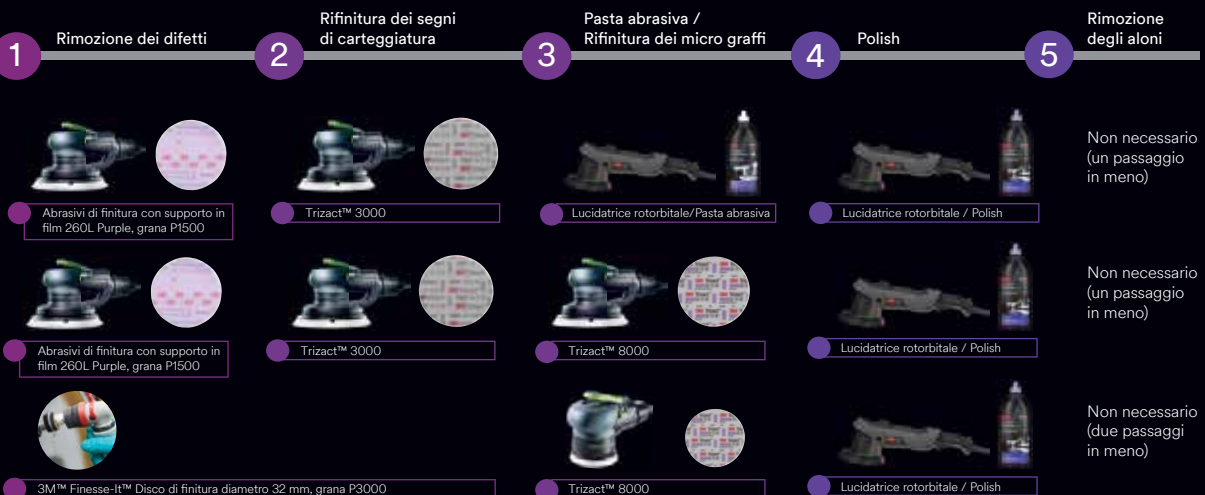 1
Rimozione dei difetti
2
Rifinitura dei segni
di carteggiatura
3
Pasta abrasiva /
Rifinitura dei micro graffi
4
Polish
5
Rimozione
degli aloni
Abrasivi di finitura con supporto in
film 260L Purple, grana P1500
Trizact™ 3000
Lucidatrice rotorbitale/Pasta abrasiva
Lucidatrice rotorbitale / Polish
Non necessario
(un passaggio
in meno)
Abrasivi di finitura con supporto in
film 260L Purple, grana P1500
Trizact™ 3000
Trizact™ 8000
Lucidatrice rotorbitale / Polish
Non necessario
(un passaggio
in meno)
3M™ Finesse-It™ Disco di finitura diametro 32 mm, grana P3000
Trizact™ 8000
Lucidatrice rotorbitale / Polish
Non necessario
(due passaggi
in meno)